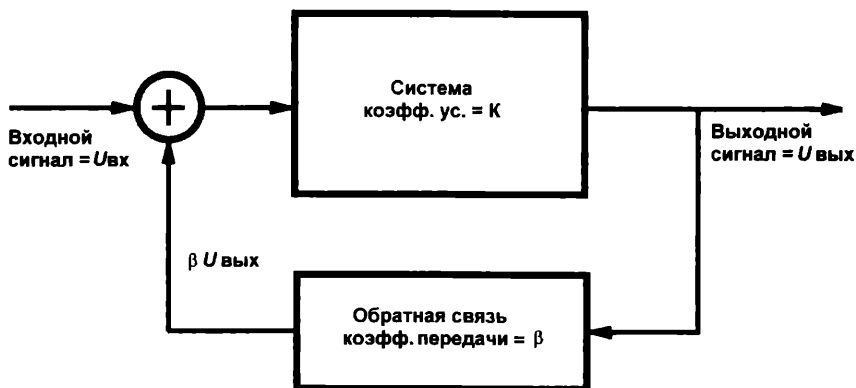 +
Система
коэфф. ус. = К
Входной
сигнал = Uвх
Выходной
сигнал = U вых
β U вых
Обратная связь
коэфф. передачи = β